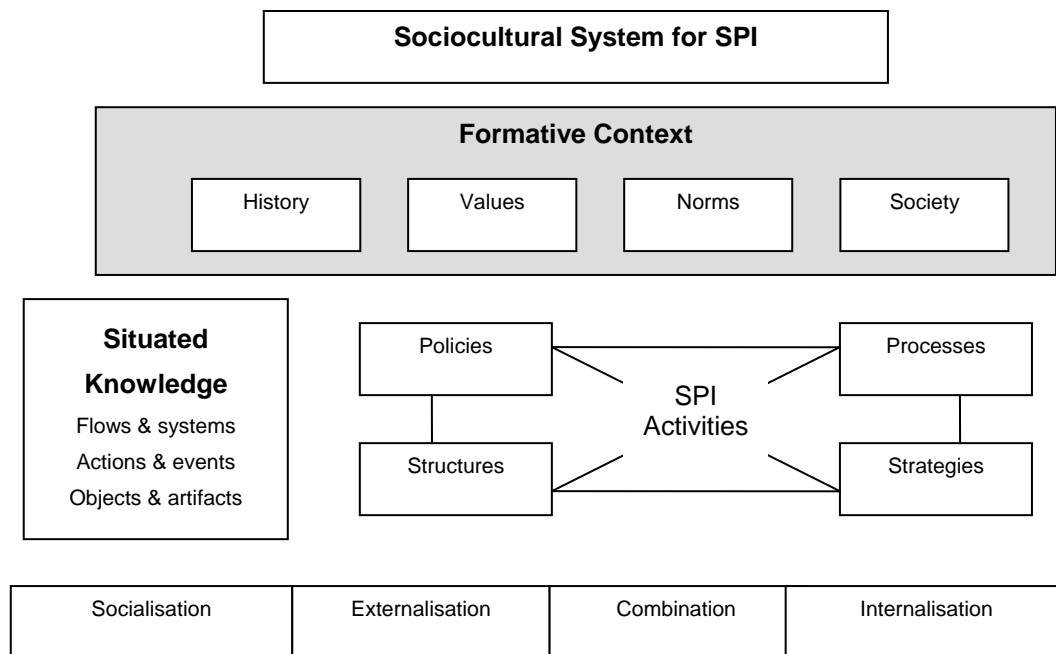 Sociocultural System for SPI
Formative Context
History
Values
Norms
Society
Situated
Knowledge
Flows & systems
Actions & events
Objects & artifacts
Policies
Processes
SPI
Activities
Structures
Strategies
Socialisation
Externalisation
Combination
Internalisation